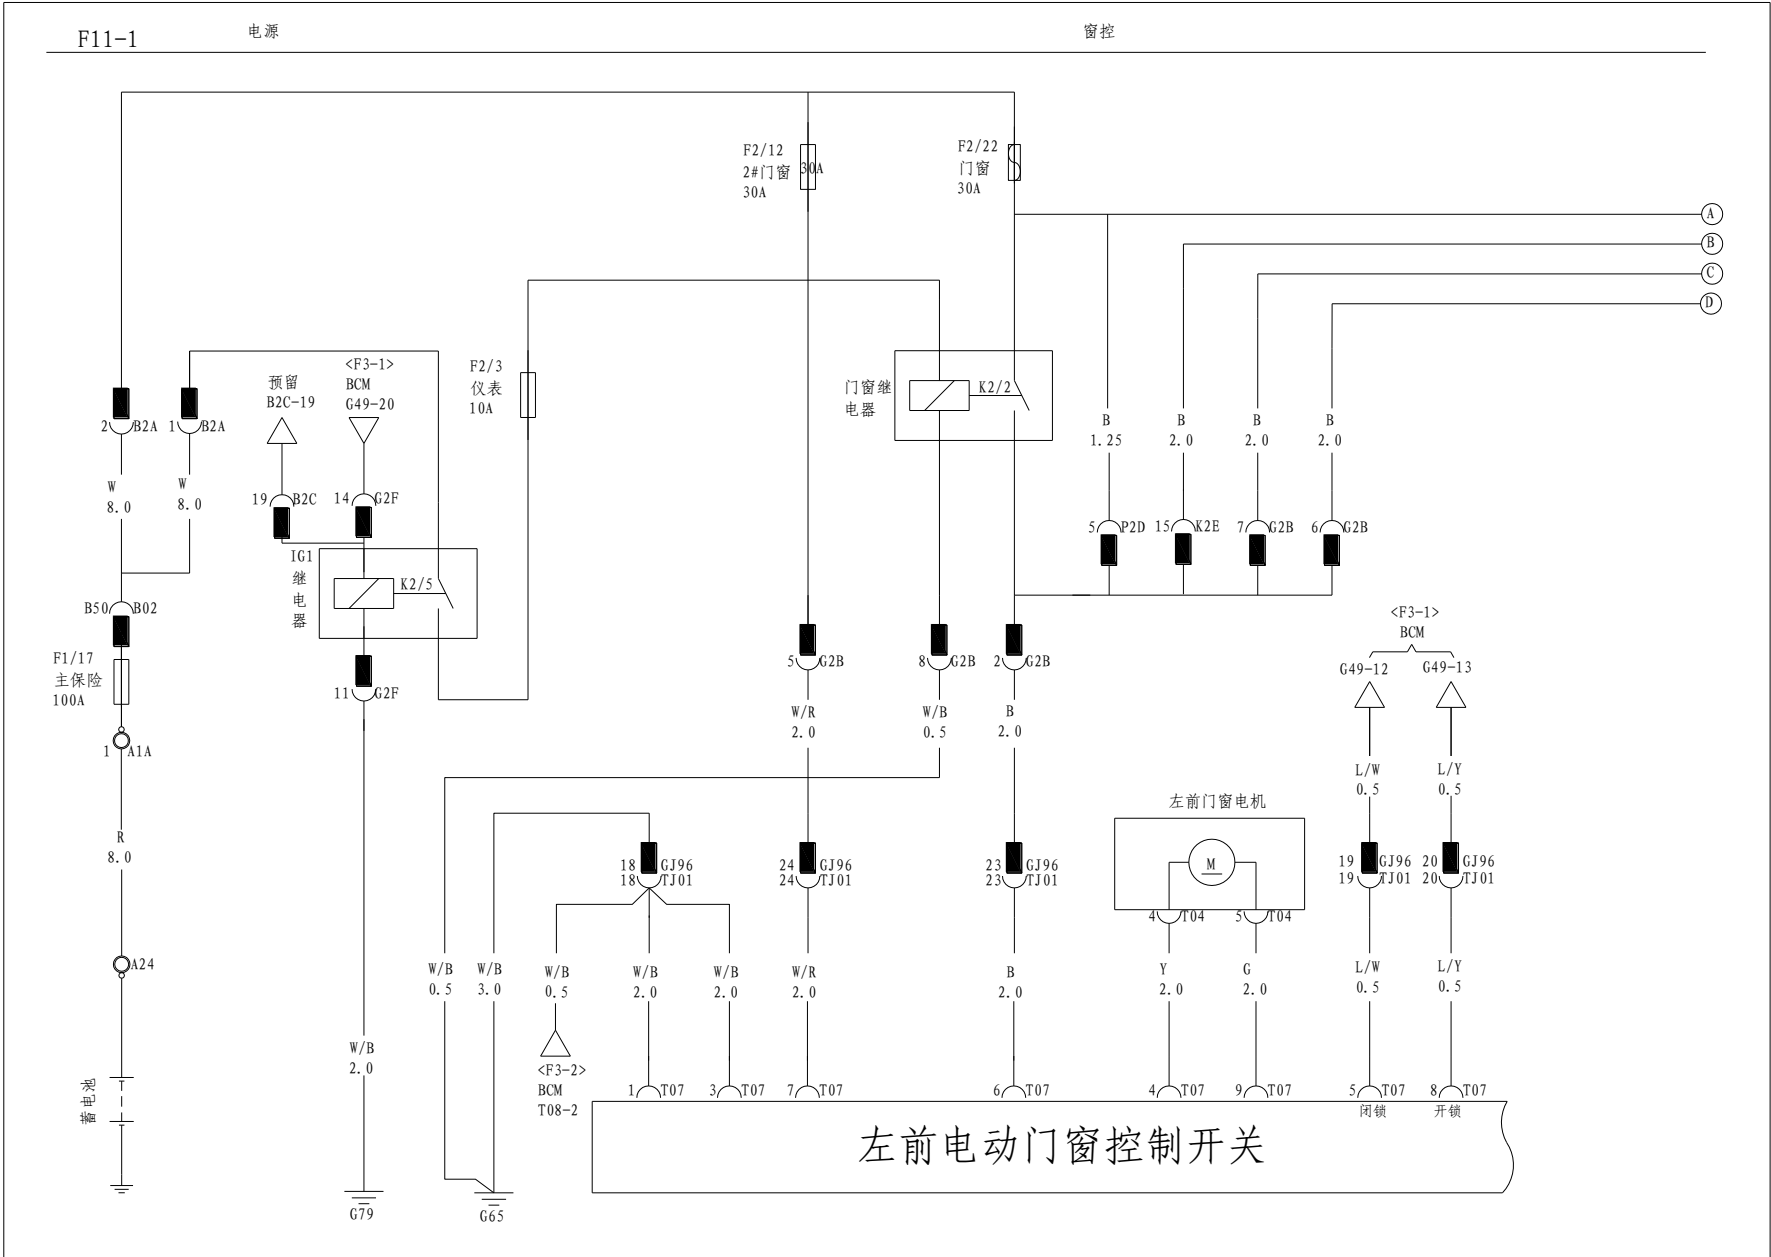 F11-1
电源
窗控
F2/12
2#门窗
30A
30A
F2/22
门窗
30A
A
B
C
D
<F3-1>
BCM
G49-20
预留
B2C-19
F2/3
仪表
10A
门窗继
电器
K2/2
2
B2A
1
B2A
B
1.25
B
2.0
B
2.0
B
2.0
W
8.0
W
8.0
19
B2C
14
G2F
5
P2D
15
K2E
7
G2B
6
G2B
IG1
继
电
器
K2/5
B50
B02
F1/17
主保险
100A
11
G2F
5
G2B
8
G2B
2
G2B
<F3-1>
BCM
G49-12
G49-13
W/R
2.0
W/B
0.5
B
2.0
1
A1A
L/W
0.5
L/Y
0.5
左前门窗电机
M
R
8.0
18
GJ96
18
TJ01
24
GJ96
24
TJ01
23
GJ96
23
TJ01
19
GJ96
19
TJ01
20
GJ96
20
TJ01
4
T04
5
T04
A24
W/B
0.5
W/B
3.0
W/B
0.5
W/B
2.0
W/B
2.0
W/R
2.0
B
2.0
Y
2.0
G
2.0
L/W
0.5
L/Y
0.5
W/B
2.0
<F3-2>
BCM
T08-2
蓄电池
1
T07
3
T07
7
T07
6
T07
4
T07
9
T07
5
T07
8
T07
闭锁
开锁
左前电动门窗控制开关
G79
G65